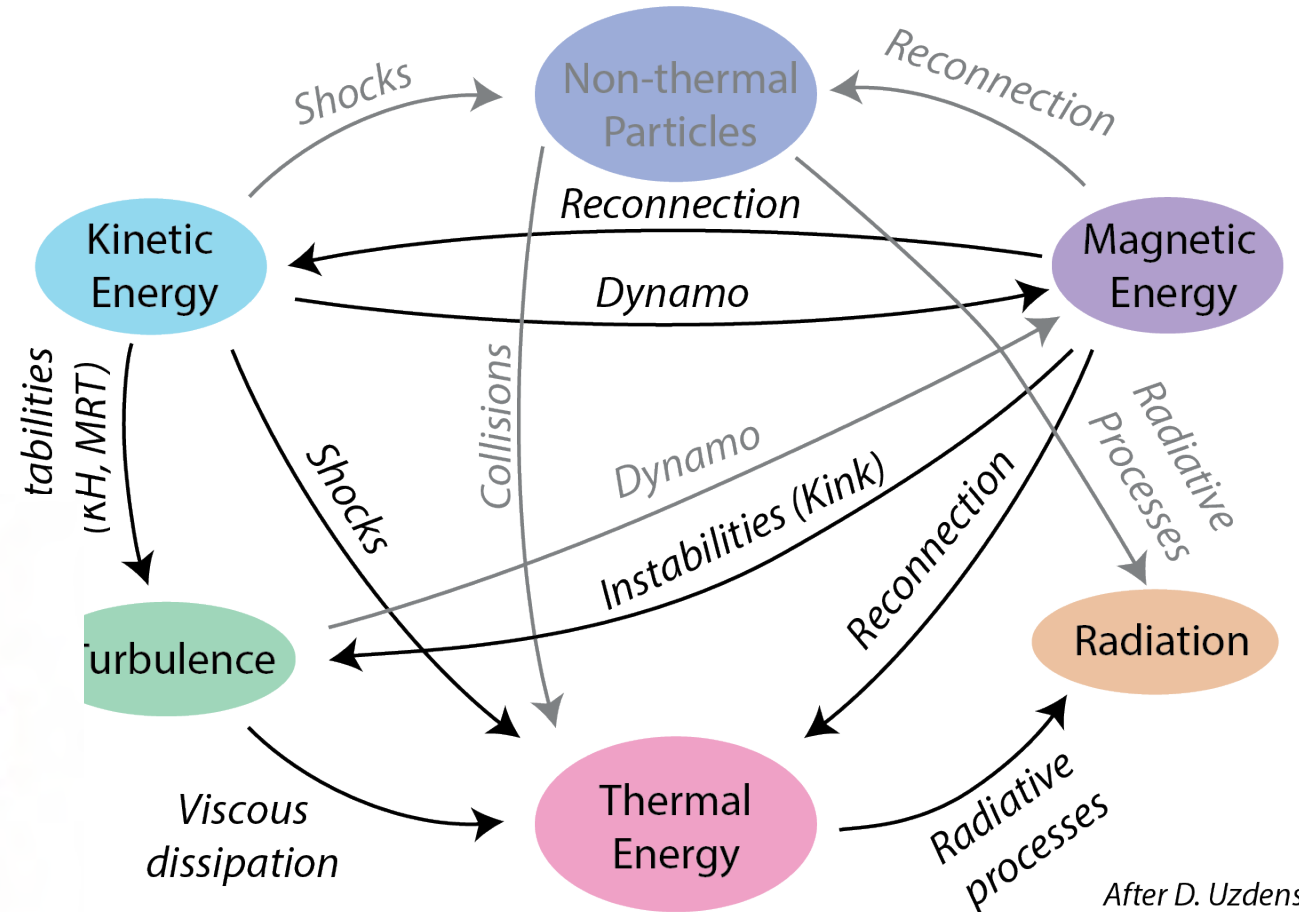 Shocks
Non-thermal
Particles
Reconnection
Reconnection
Kinetic
Energy
Magnetic
Energy
Dynamo
tabilities
(KH, MRT)
Collisions
Shocks
Dynamo
Instabilities (Kink)
Reconnection
Radiative
Processes
Turbulence
Radiation
Viscous
dissipation
Thermal
Energy
Radiative
processes
After D. Uzdens